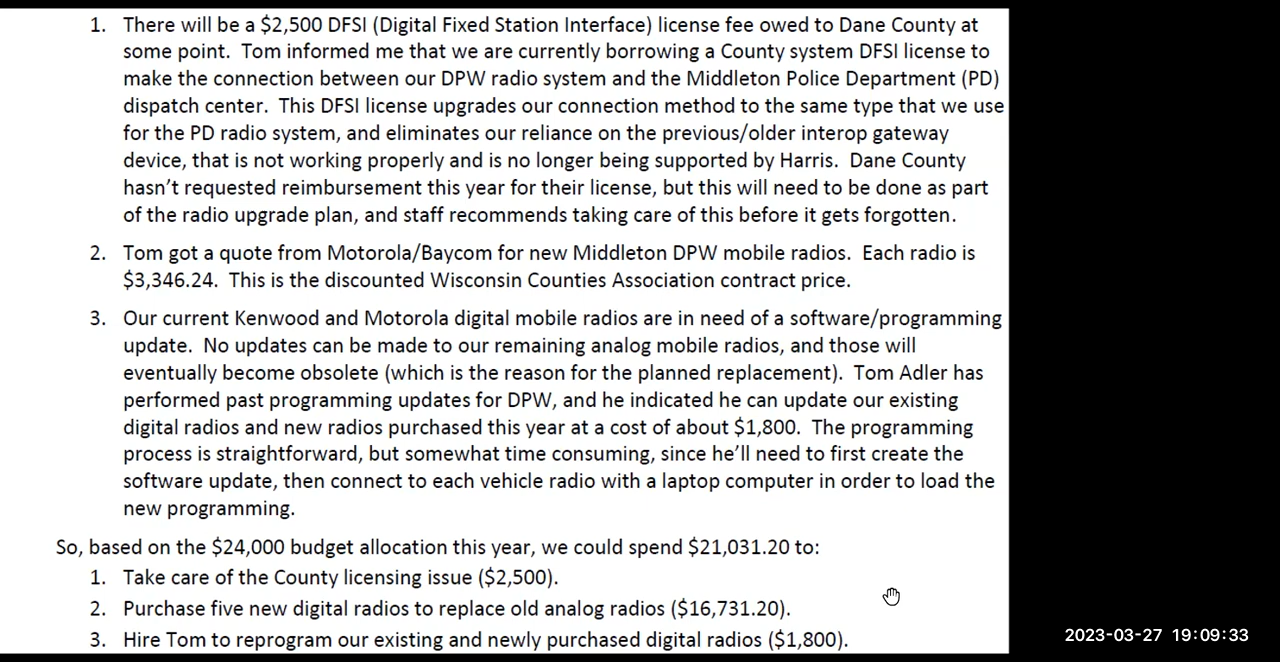 1. There will be a $2,500 DFSI (Digital Fixed Station Interface) license fee owed to Dane County at
some point.  Tom informed me that we are currently borrowing a County system DFSI license to
make the connection between our DPW radio system and the Middleton Police Department (PD)
dispatch center.  This DFSI license upgrades our connection method to the same type that we use
for the PD radio system, and eliminates our reliance on the previous/older interop gateway
device, that is not working properly and is no longer being supported by Harris.  Dane County
hasn't requested reimbursement this year for their license, but this will need to be done as part
of the radio upgrade plan, and staff recommends taking care of this before it gets forgotten.
2. Tom got a quote from Motorola/Baycom for new Middleton DPW mobile radios.  Each radio is
$3,346.24.  This is the discounted Wisconsin Counties Association contract price.
3. Our current Kenwood and Motorola digital mobile radios are in need of a software/programming
update.  No updates can be made to our remaining analog mobile radios, and those will
eventually become obsolete (which is the reason for the planned replacement).  Tom Adler has
performed past programming updates for DPW, and he indicated he can update our existing
digital radios and new radios purchased this year at a cost of about $1,800.  The programming
process is straightforward, but somewhat time consuming, since he'll need to first create the
software update, then connect to each vehicle radio with a laptop computer in order to load the
new programming.
So, based on the $24,000 budget allocation this year, we could spend $21,031.20 to:
1. Take care of the County licensing issue ($2,500).
2. Purchase five new digital radios to replace old analog radios ($16,731.20).
3. Hire Tom to reprogram our existing and newly purchased digital radios ($1,800).
2023-03-27 19:09:33